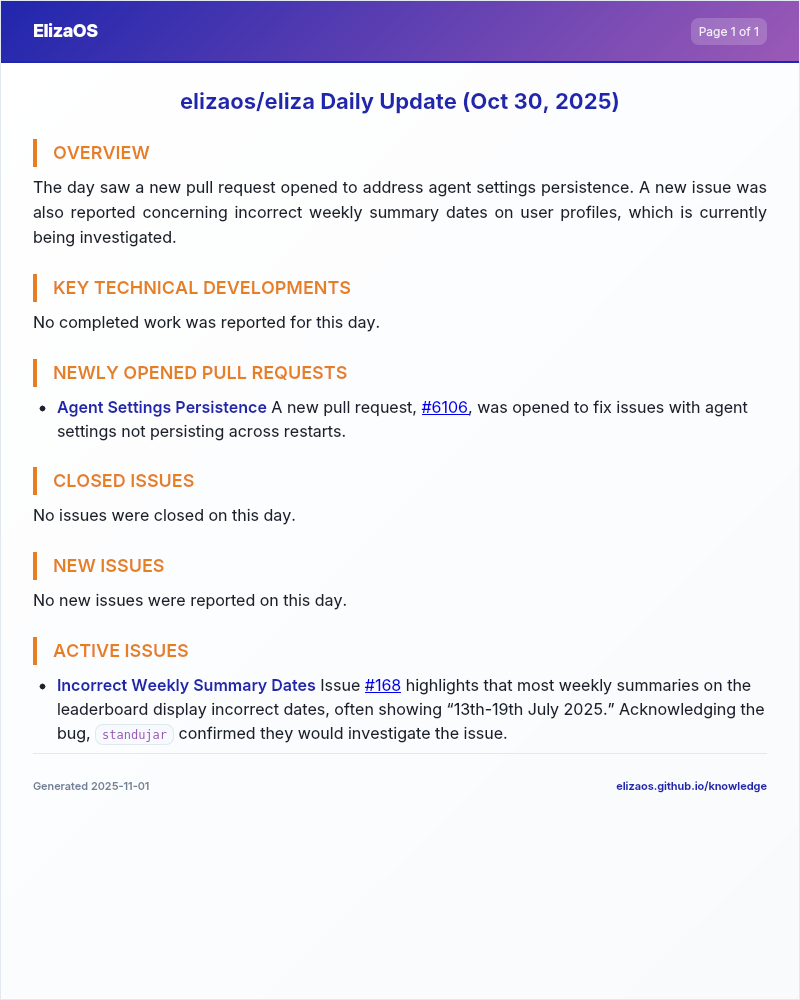 ElizaOS
Page 1 of 1
elizaos/eliza Daily Update (Oct 30, 2025)
OVERVIEW
The day saw a new pull request opened to address agent settings persistence. A new issue was
also reported concerning incorrect weekly summary dates on user profiles, which is currently
being investigated.
KEY TECHNICAL DEVELOPMENTS
No completed work was reported for this day.
NEWLY OPENED PULL REQUESTS
• Agent Settings Persistence A new pull request, #6106, was opened to fix issues with agent
settings not persisting across restarts.
CLOSED ISSUES
No issues were closed on this day.
NEW ISSUES
No new issues were reported on this day.
ACTIVE ISSUES
• Incorrect Weekly Summary Dates Issue #168 highlights that most weekly summaries on the
leaderboard display incorrect dates, often showing “13th-19th July 2025.” Acknowledging the
bug, standujar confirmed they would investigate the issue.
Generated 2025-11-01
elizaos.github.io/knowledge